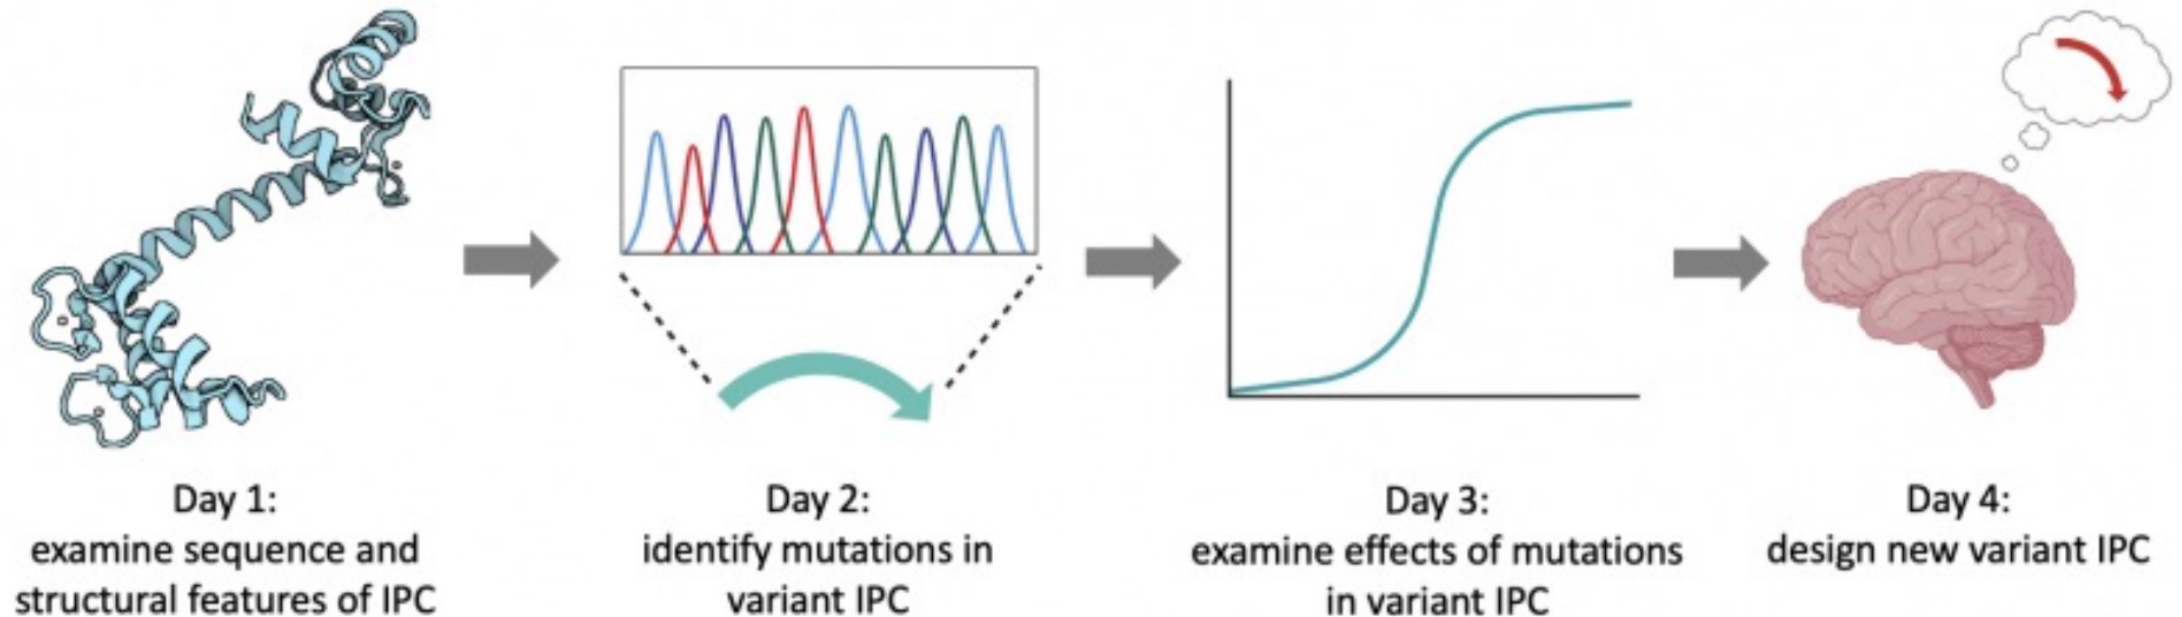 Day 1:
examine sequence and
structural features of IPC
Day 2:
identify mutations in
variant IPC
Day 3:
examine effects of mutations
in variant IPC
Day 4:
design new variant IPC